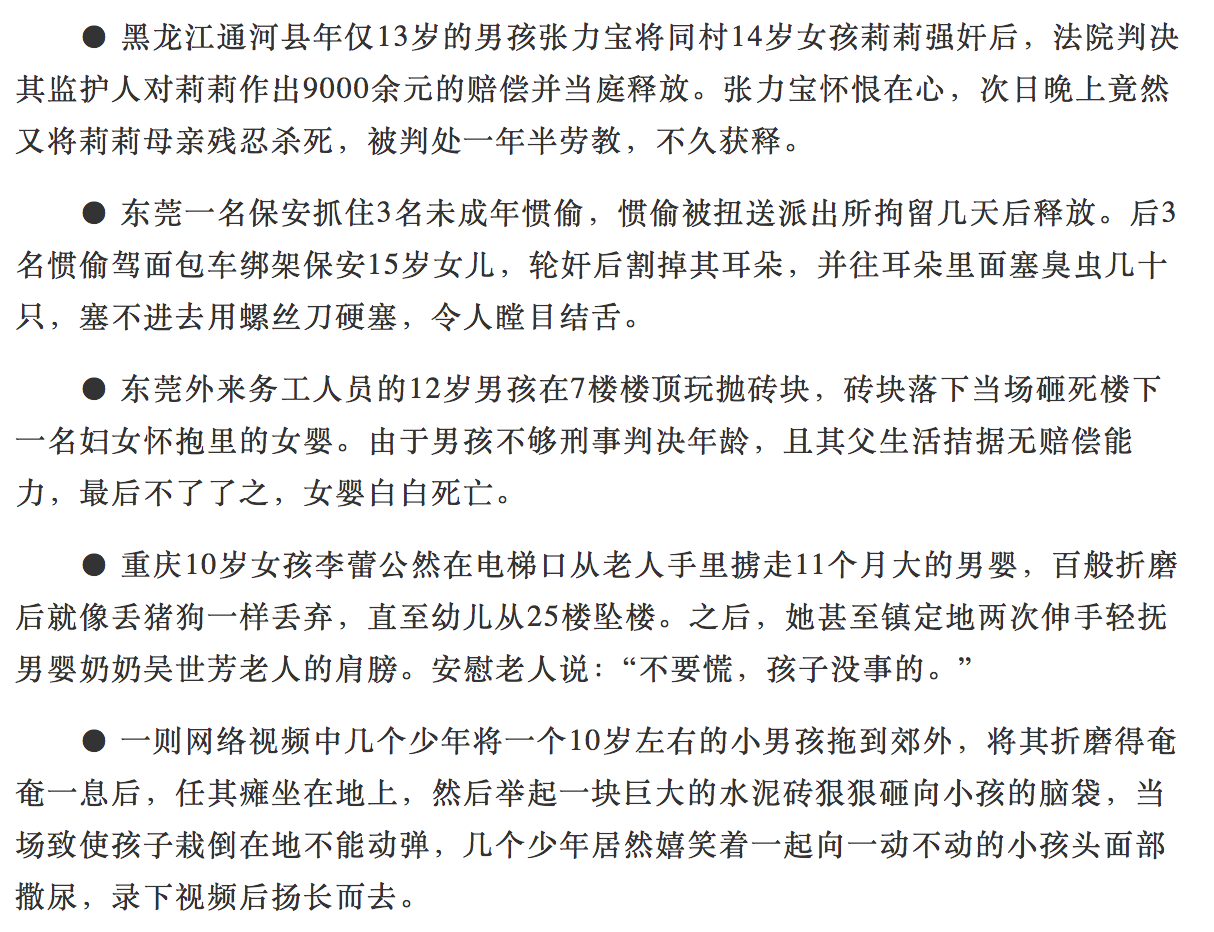 ● 黑龙江通河县年仅13岁的男孩张力宝将同村14岁女孩莉莉强奸后，法院判决
其监护人对莉莉作出9000余元的赔偿并当庭释放。张力宝怀恨在心，次日晚上竟然
又将莉莉母亲残忍杀死，被判处一年半劳教，不久获释。
● 东莞一名保安抓住3名未成年惯偷，惯偷被扭送派出所拘留几天后释放。后3
名惯偷驾面包车绑架保安15岁女儿，轮奸后割掉其耳朵，并往耳朵里面塞臭虫几十
只，塞不进去用螺丝刀硬塞，令人瞠目结舌。
● 东莞外来务工人员的12岁男孩在7楼楼顶玩抛砖块，砖块落下当场砸死楼下
一名妇女怀抱里的女婴。由于男孩不够刑事判决年龄，且其父生活拮据无赔偿能
力，最后不了了之，女婴白白死亡。
● 重庆10岁女孩李蕾公然在电梯口从老人手里掳走11个月大的男婴，百般折磨
后就像丢猪狗一样丢弃，直至幼儿从25楼坠楼。之后，她甚至镇定地两次伸手轻抚
男婴奶奶吴世芳老人的肩膀。安慰老人说：“不要慌，孩子没事的。”
● 一则网络视频中几个少年将一个10岁左右的小男孩拖到郊外，将其折磨得奄
奄一息后，任其瘫坐在地上，然后举起一块巨大的水泥砖狠狠砸向小孩的脑袋，当
场致使孩子栽倒在地不能动弹，几个少年居然嬉笑着一起向一动不动的小孩头面部
撒尿，录下视频后扬长而去。